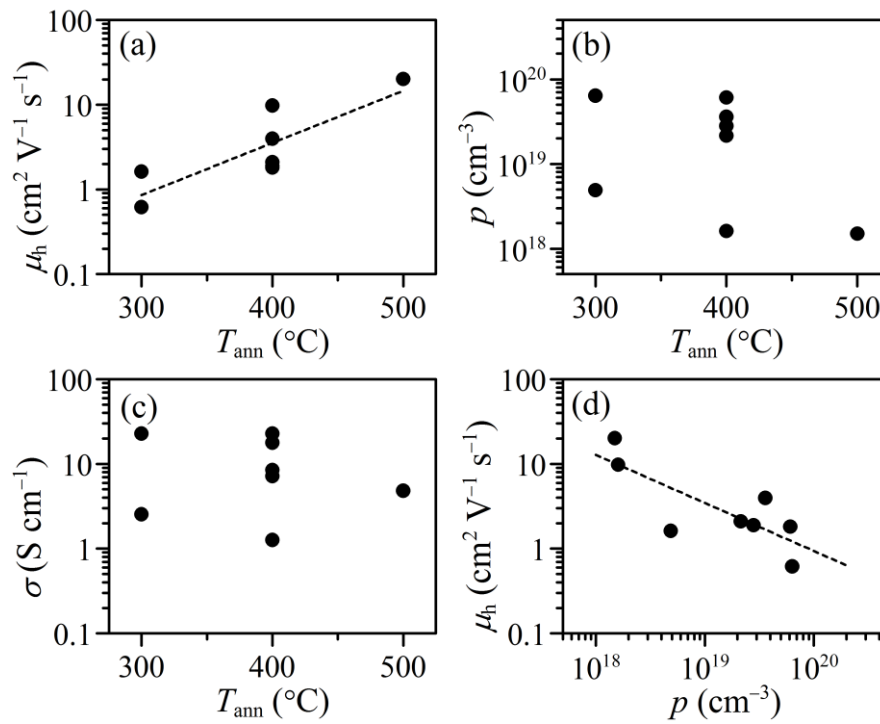 (a)
100
10
1
0.1
μh (cm² V⁻¹ s⁻¹)
300 400 500
Tann (°C)
(b)
10²⁰
10¹⁹
10¹⁸
p (cm⁻³)
300 400 500
Tann (°C)
(c)
100
10
1
0.1
σ (S cm⁻¹)
300 400 500
Tann (°C)
(d)
100
10
1
0.1
μh (cm² V⁻¹ s⁻¹)
10¹⁸ 10¹⁹ 10²⁰
p (cm⁻³)